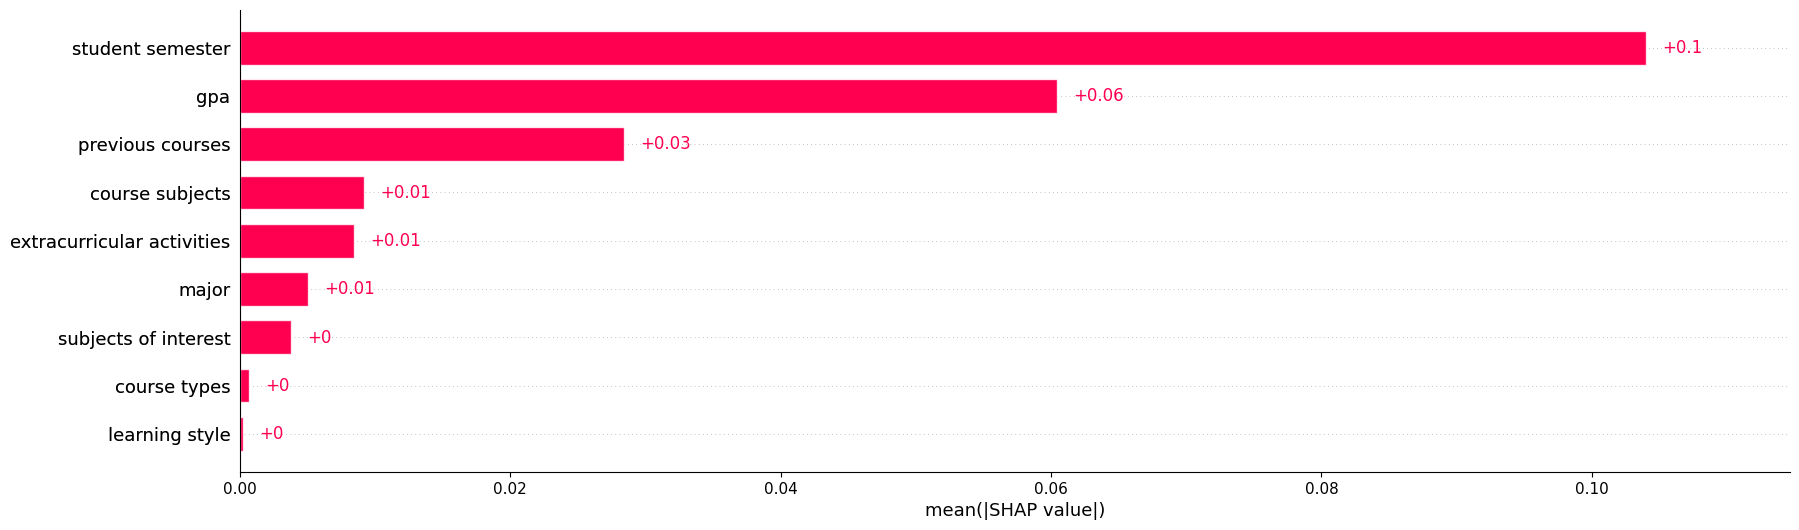 student semester +0.1
gpa +0.06
previous courses +0.03
course subjects +0.01
extracurricular activities +0.01
major +0.01
subjects of interest +0
course types +0
learning style +0
0.00 0.02 0.04 0.06 0.08 0.10
mean(|SHAP value|)